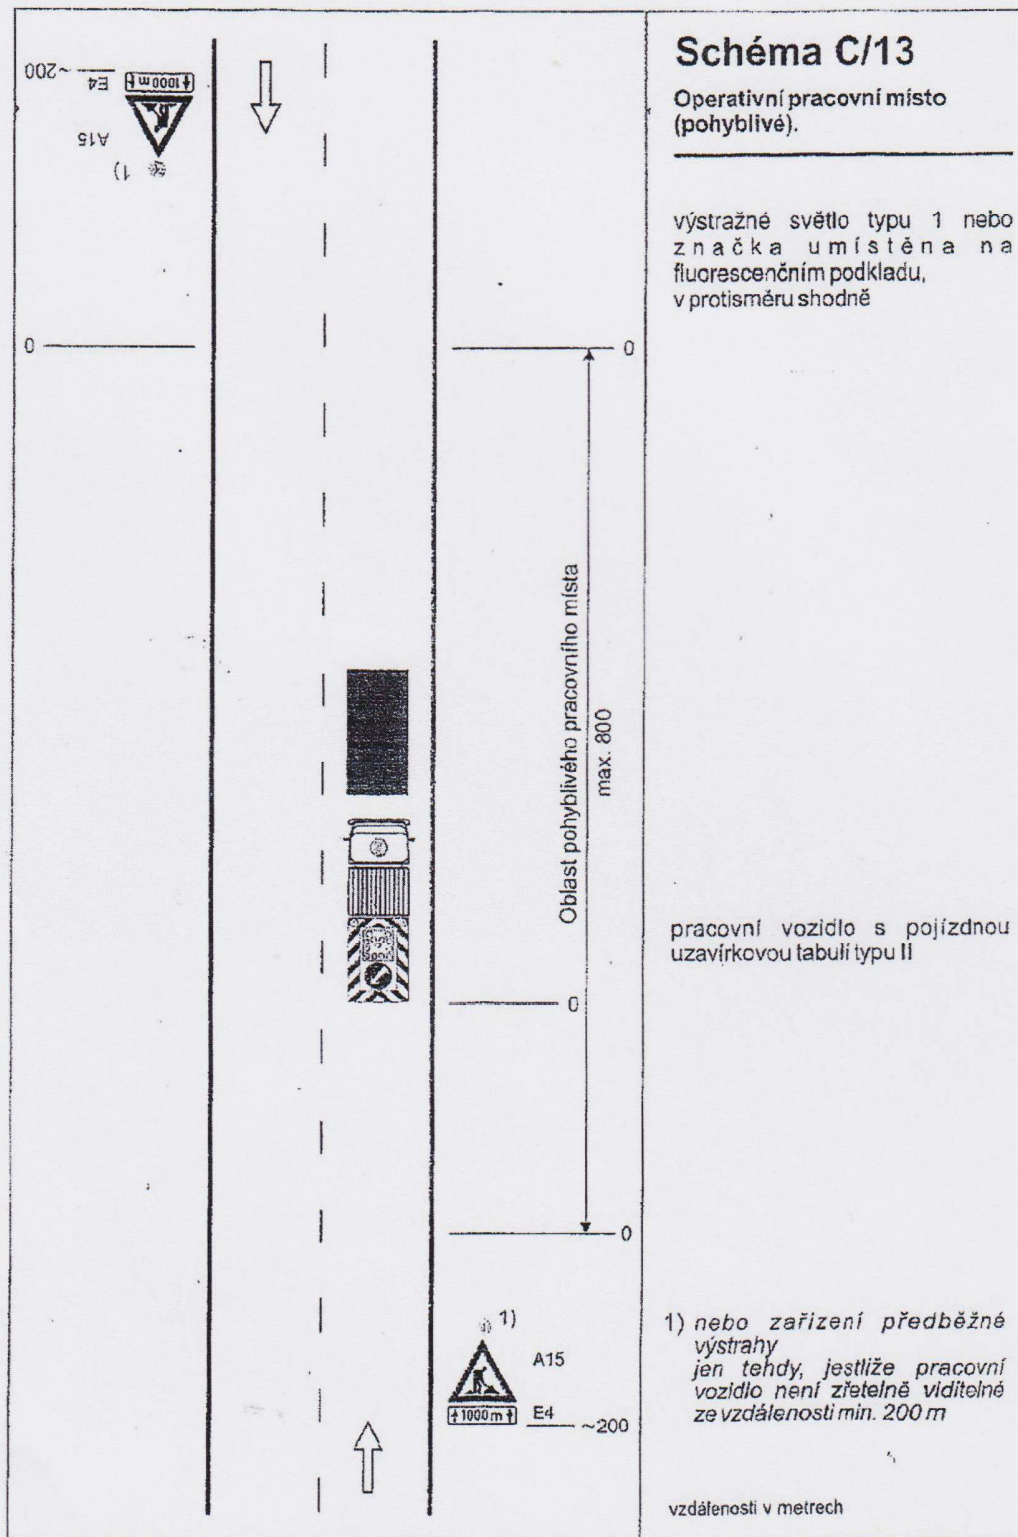 Schéma C/13
Operativní pracovní místo
(pohyblivé).
výstražné světlo typu 1 nebo
značka umístěna na
fluorescenčním podkladu,
v protisměru shodně
200~
E4
1000 m
A15
1)
0
0
Oblast pohyblivého pracovního místa
max. 800
pracovní vozidlo s pojízdnou
uzavírkovou tabulí typu II
0
0
1)
A15
1000 m
E4
~200
1) nebo zařízení předběžné
výstrahy
jen tehdy, jestliže pracovní
vozidlo není zřetelně viditelné
ze vzdálenosti min. 200 m
vzdálenosti v metrech